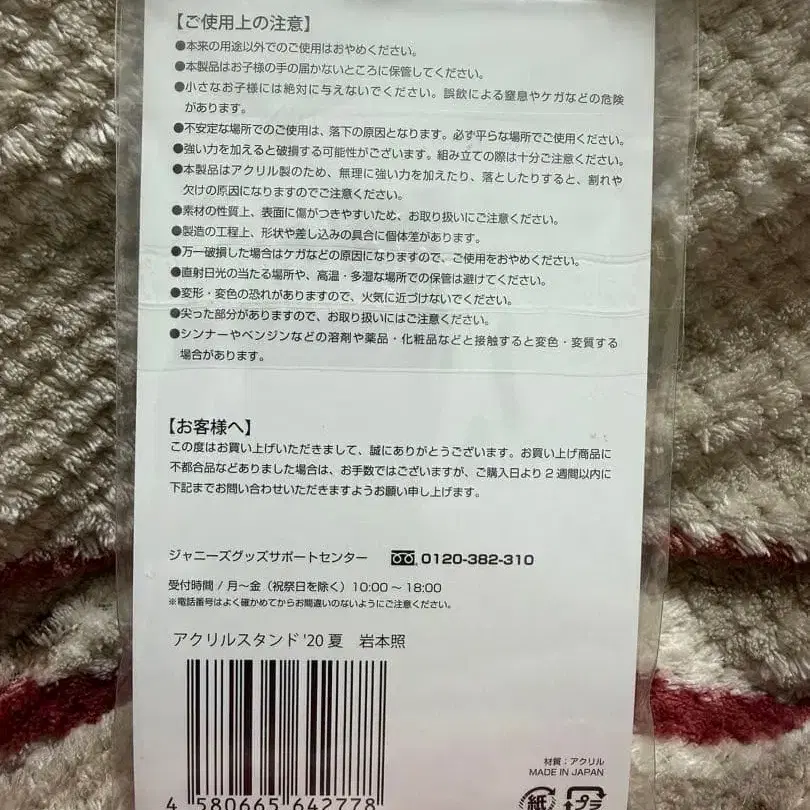 【ご使用上の注意】
●本来の用途以外でのご使用はおやめください。
●本製品はお子様の手の届かないところに保管してください。
●小さなお子様には絶対に与えないでください。誤飲による窒息やケガなどの危険
があります。
●不安定な場所でのご使用は、落下の原因となります。必ず平らな場所でご使用ください。
●強い力を加えると破損する可能性がございます。組み立ての際は十分ご注意ください。
●本製品はアクリル製のため、無理に強い力を加えたり、落としたりすると、割れや
欠けの原因になりますのでご注意ください。
●素材の性質上、表面に傷がつきやすいため、お取り扱いにご注意ください。
●製造の工程上、形状や差し込みの具合に個体差があります。
●万一破損した場合はケガなどの原因になりますので、ご使用をおやめください。
●直射日光の当たる場所や、高温・多湿な場所での保管は避けてください。
●変形・変色の恐れがありますので、火気に近づけないでください。
●尖った部分がありますので、お取り扱いにはご注意ください。
●シンナーやベンジンなどの溶剤や薬品・化粧品などと接触すると変色・変質する
場合があります。
【お客様へ】
この度はお買い上げいただきまして、誠にありがとうございます。お買い上げ商品に
不都合品などありました場合は、お手数ではございますが、ご購入日より2週間以内に
下記までお問い合わせいただきますようお願い申し上げます。
ジャニーズグッズサポートセンター 0120-382-310
受付時間 / 月〜金（祝祭日を除く）10:00 〜 18:00
※電話番号はよく確かめてからお間違いのないようにご注意ください。
アクリルスタンド '20 夏 岩本照
4 580665 642778
材質：アクリル
MADE IN JAPAN
紙 プラ